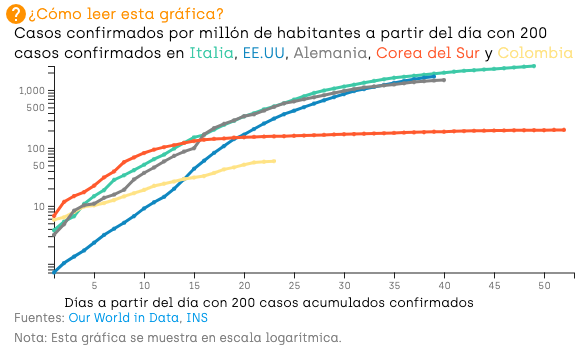 ? ¿Cómo leer esta gráfica?
Casos confirmados por millón de habitantes a partir del día con 200
casos confirmados en Italia, EE.UU, Alemania, Corea del Sur y Colombia
1,000
500
100
50
10
5 10 15 20 25 30 35 40 45 50
Días a partir del día con 200 casos acumulados confirmados
Fuentes: Our World in Data, INS
Nota: Esta gráfica se muestra en escala logarítmica.